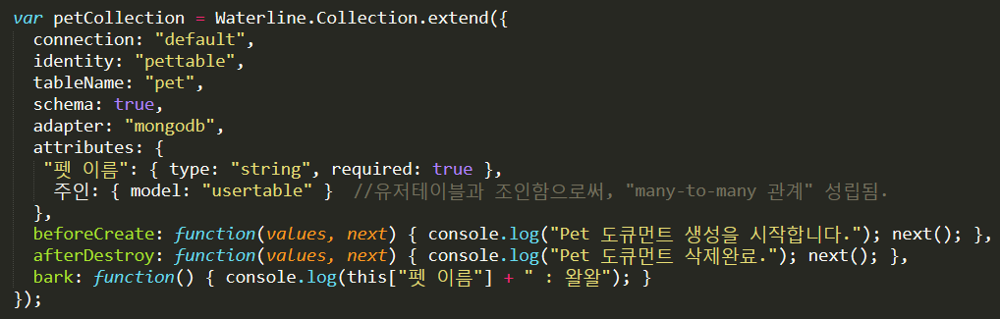 var petCollection = Waterline.Collection.extend({
connection: "default",
identity: "pettable",
tableName: "pet",
schema: true,
adapter: "mongodb",
attributes: {
"펫 이름": { type: "string", required: true },
주인: { model: "usertable" } //유저테이블과 조인함으로써, "many-to-many 관계" 성립됨.
},
beforeCreate: function(values, next) { console.log("Pet 도큐먼트 생성을 시작합니다."); next(); },
afterDestroy: function(values, next) { console.log("Pet 도큐먼트 삭제완료."); next(); },
bark: function() { console.log(this["펫 이름"] + " : 왈왈"); }
});